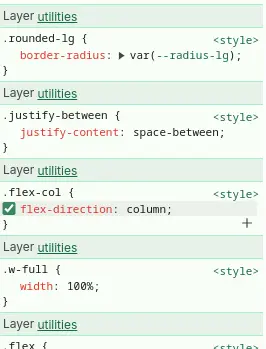 Layer utilities
.rounded-lg { <style>
border-radius: ▶ var(--radius-lg);
}
Layer utilities
.justify-between { <style>
justify-content: space-between;
}
Layer utilities
.flex-col { <style>
flex-direction: column;
} +
Layer utilities
.w-full { <style>
width: 100%;
}
Layer utilities
.flex { <style>